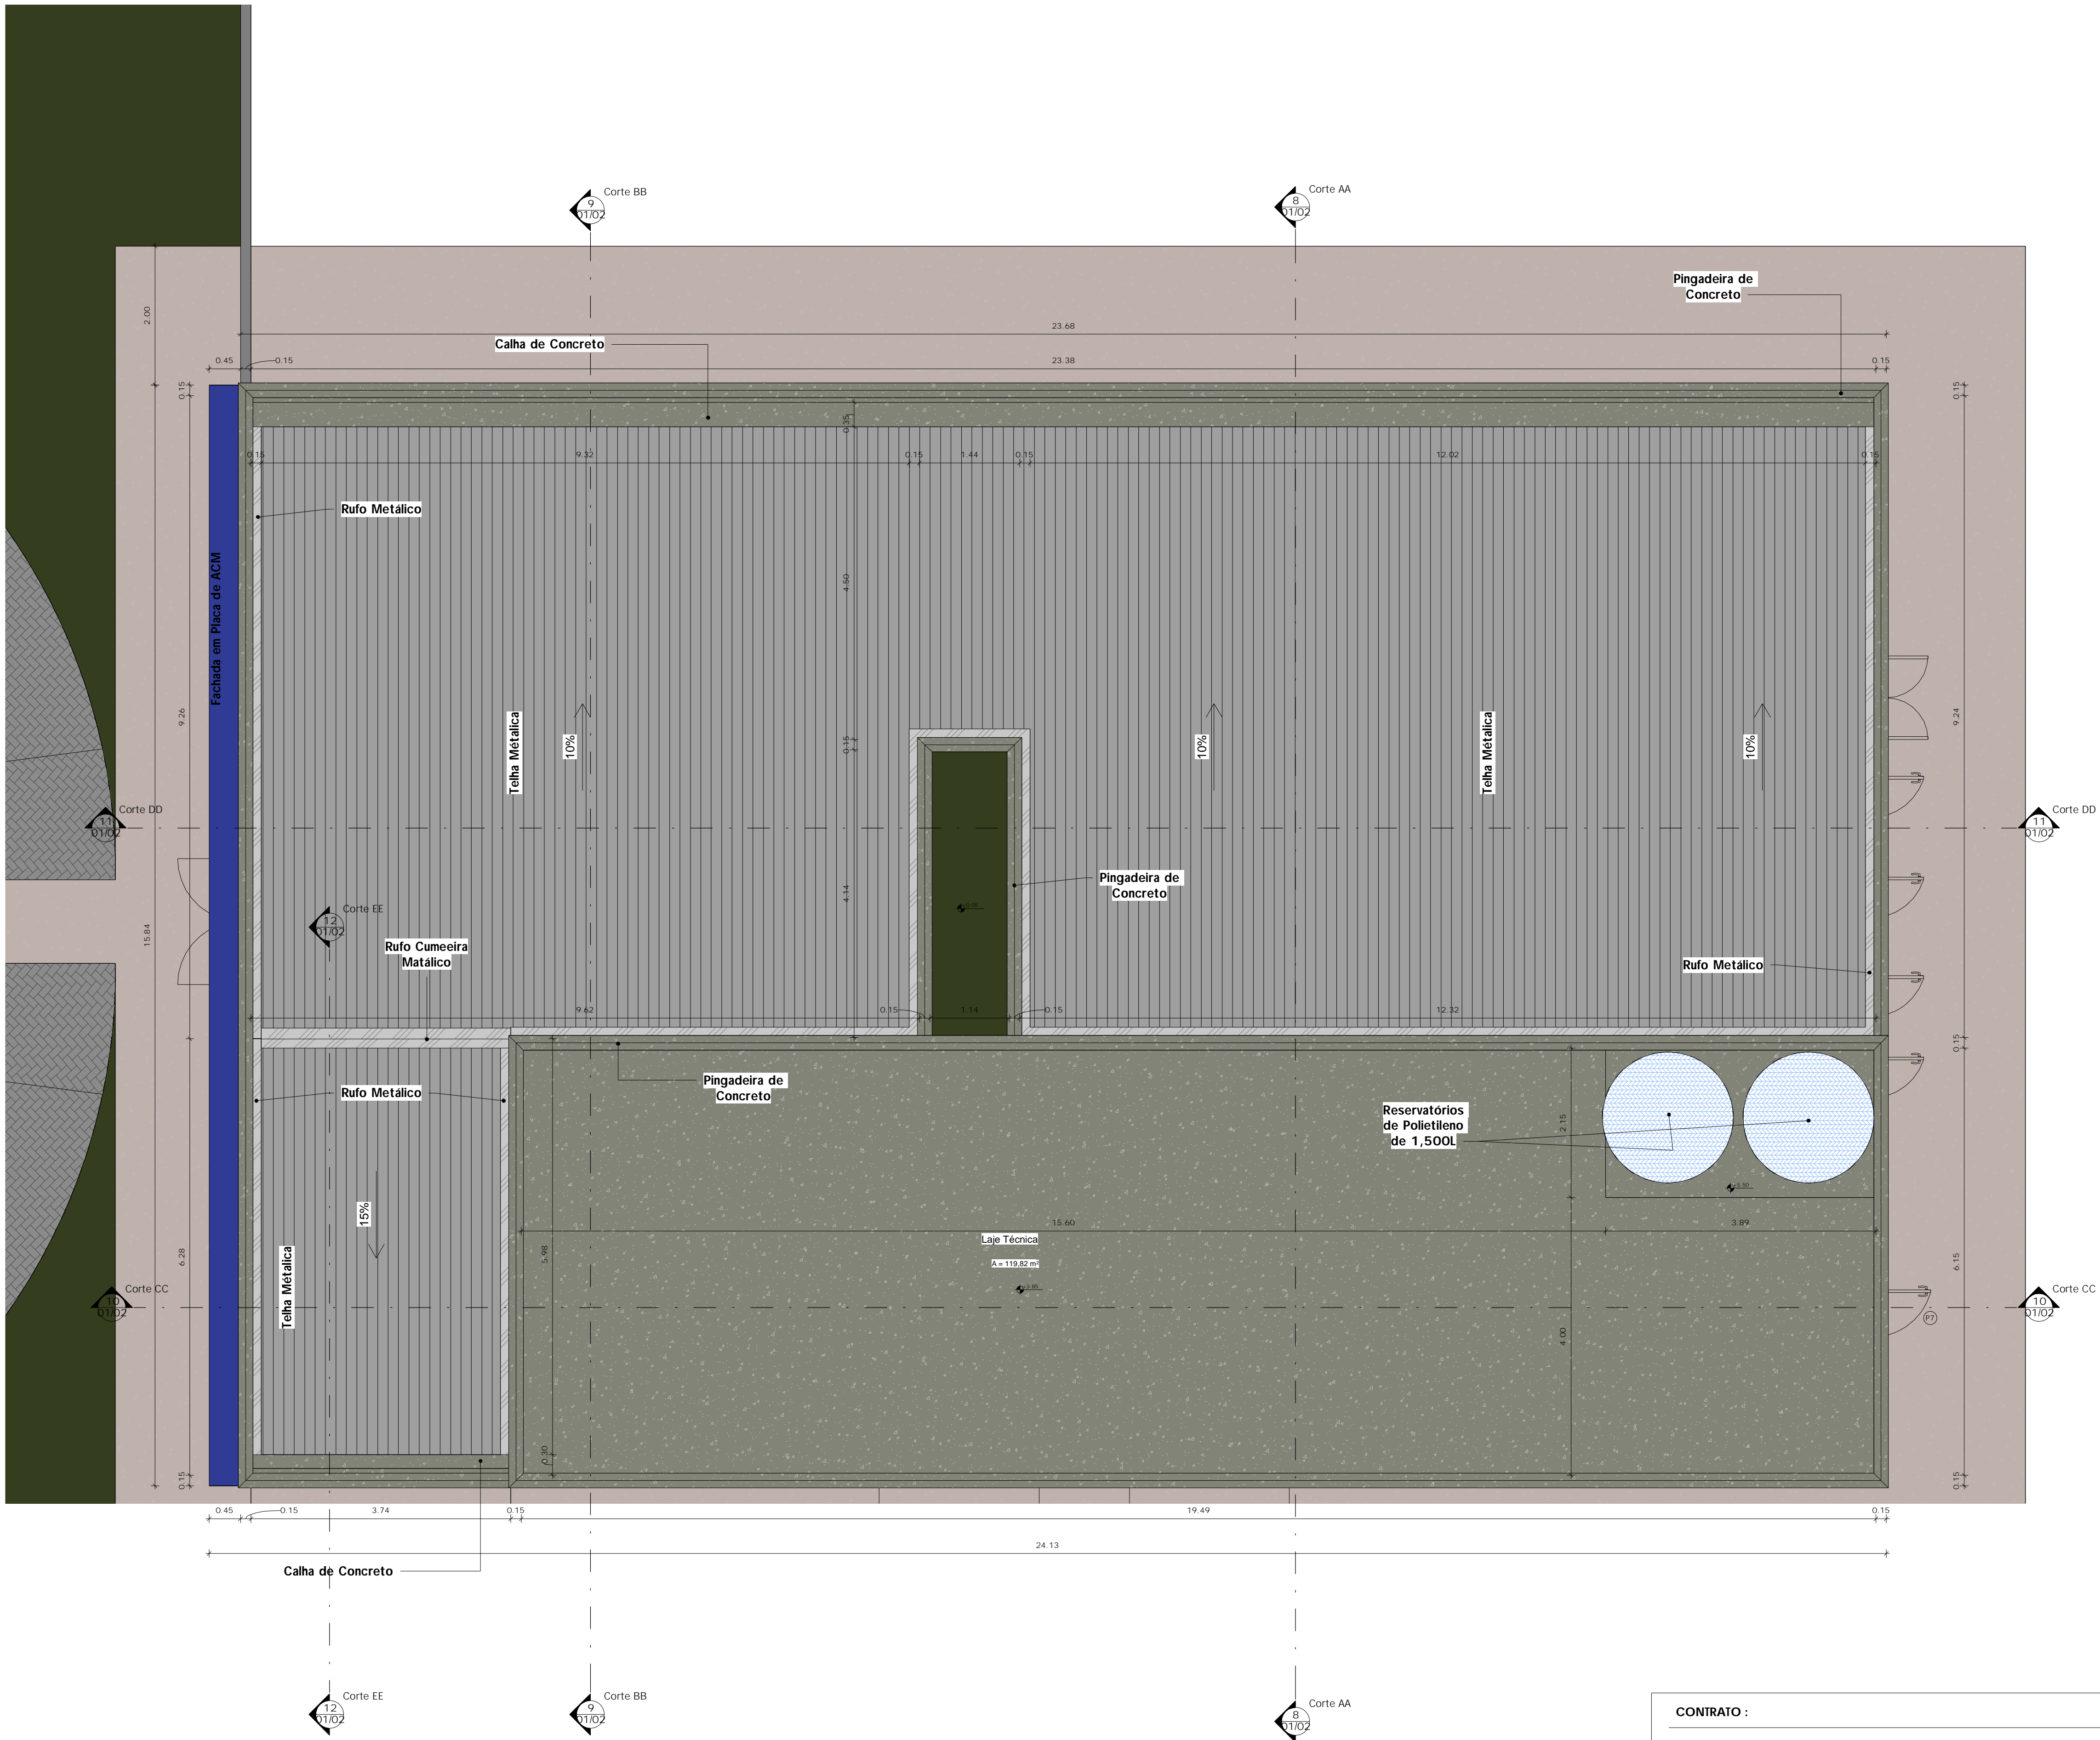 Corte BB
9
01/02
Corte AA
8
01/02
Pingadeira de
Concreto
2.00
23.68
Calha de Concreto
0.45
0.15
23.38
0.15
0.15
0.15
0.35
0.15
9.32
0.15
1.44
0.15
12.02
0.15
Rufo Metálico
Fachada em Placa de ACM
4.50
9.26
9.24
Telha Métalica
10%
0.15
10%
Telha Métalica
10%
Corte DD
11
01/02
Corte DD
11
01/02
Pingadeira de
Concreto
4.14
Corte EE
12
01/02
15.84
Rufo Cumeeira
Matálico
Rufo Metálico
9.62
0.15
1.14
0.15
12.32
0.15
Rufo Metálico
Pingadeira de
Concreto
Reservatórios
de Polietileno
de 1,500L
2.15
15%
15.60
3.89
Laje Técnica
A = 119,82 m²
5.98
6.28
6.15
Telha Métalica
Corte CC
10
01/02
Corte CC
10
01/02
P7
4.00
0.30
0.15
0.15
0.45
0.15
3.74
0.15
19.49
0.15
24.13
Calha de Concreto
Corte EE
12
01/02
Corte BB
9
01/02
Corte AA
8
01/02
CONTRATO :